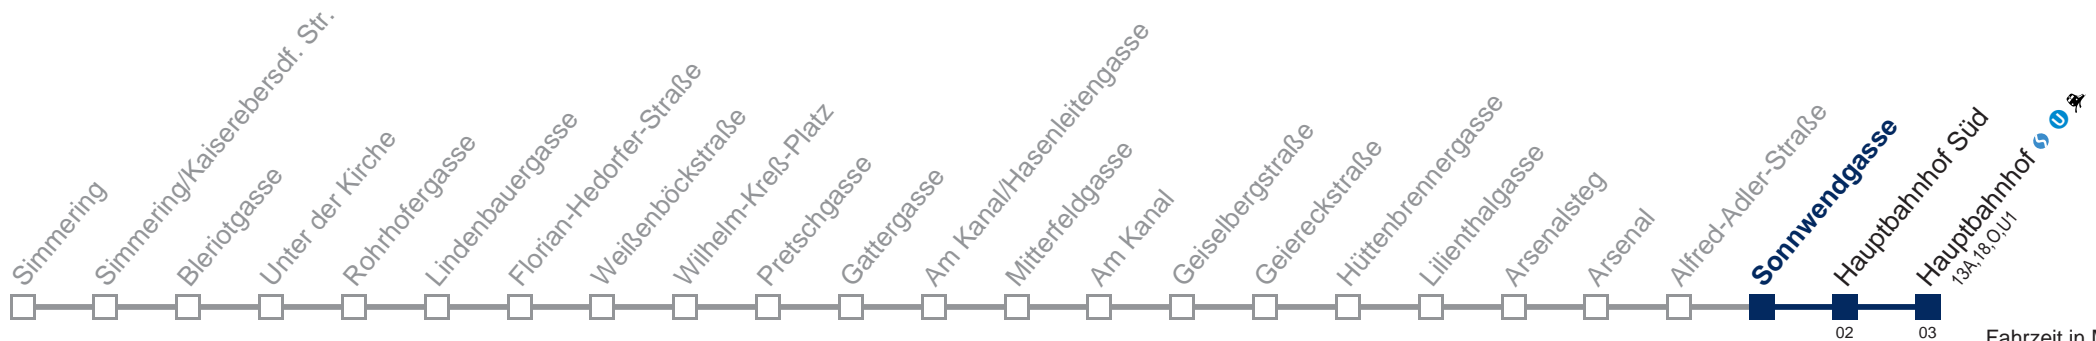 Simmering
Simmering/Kaiserebersdf. Str.
Bleriotgasse
Unter der Kirche
Rohrhofergasse
Lindenbauergasse
Florian-Hedorfer-Straße
Weißenböckstraße
Wilhelm-Kreß-Platz
Pretschgasse
Gattergasse
Am Kanal/Hasenleitengasse
Mitterfeldgasse
Am Kanal
Geiselbergstraße
Geiereckstraße
Hüttenbrennergasse
Lilienthalgasse
Arsenalsteg
Arsenal
Alfred-Adler-Straße
Sonnwendgasse
Hauptbahnhof Süd
Hauptbahnhof S U
13A,18,O,U1
02
03
Fahrzeit in